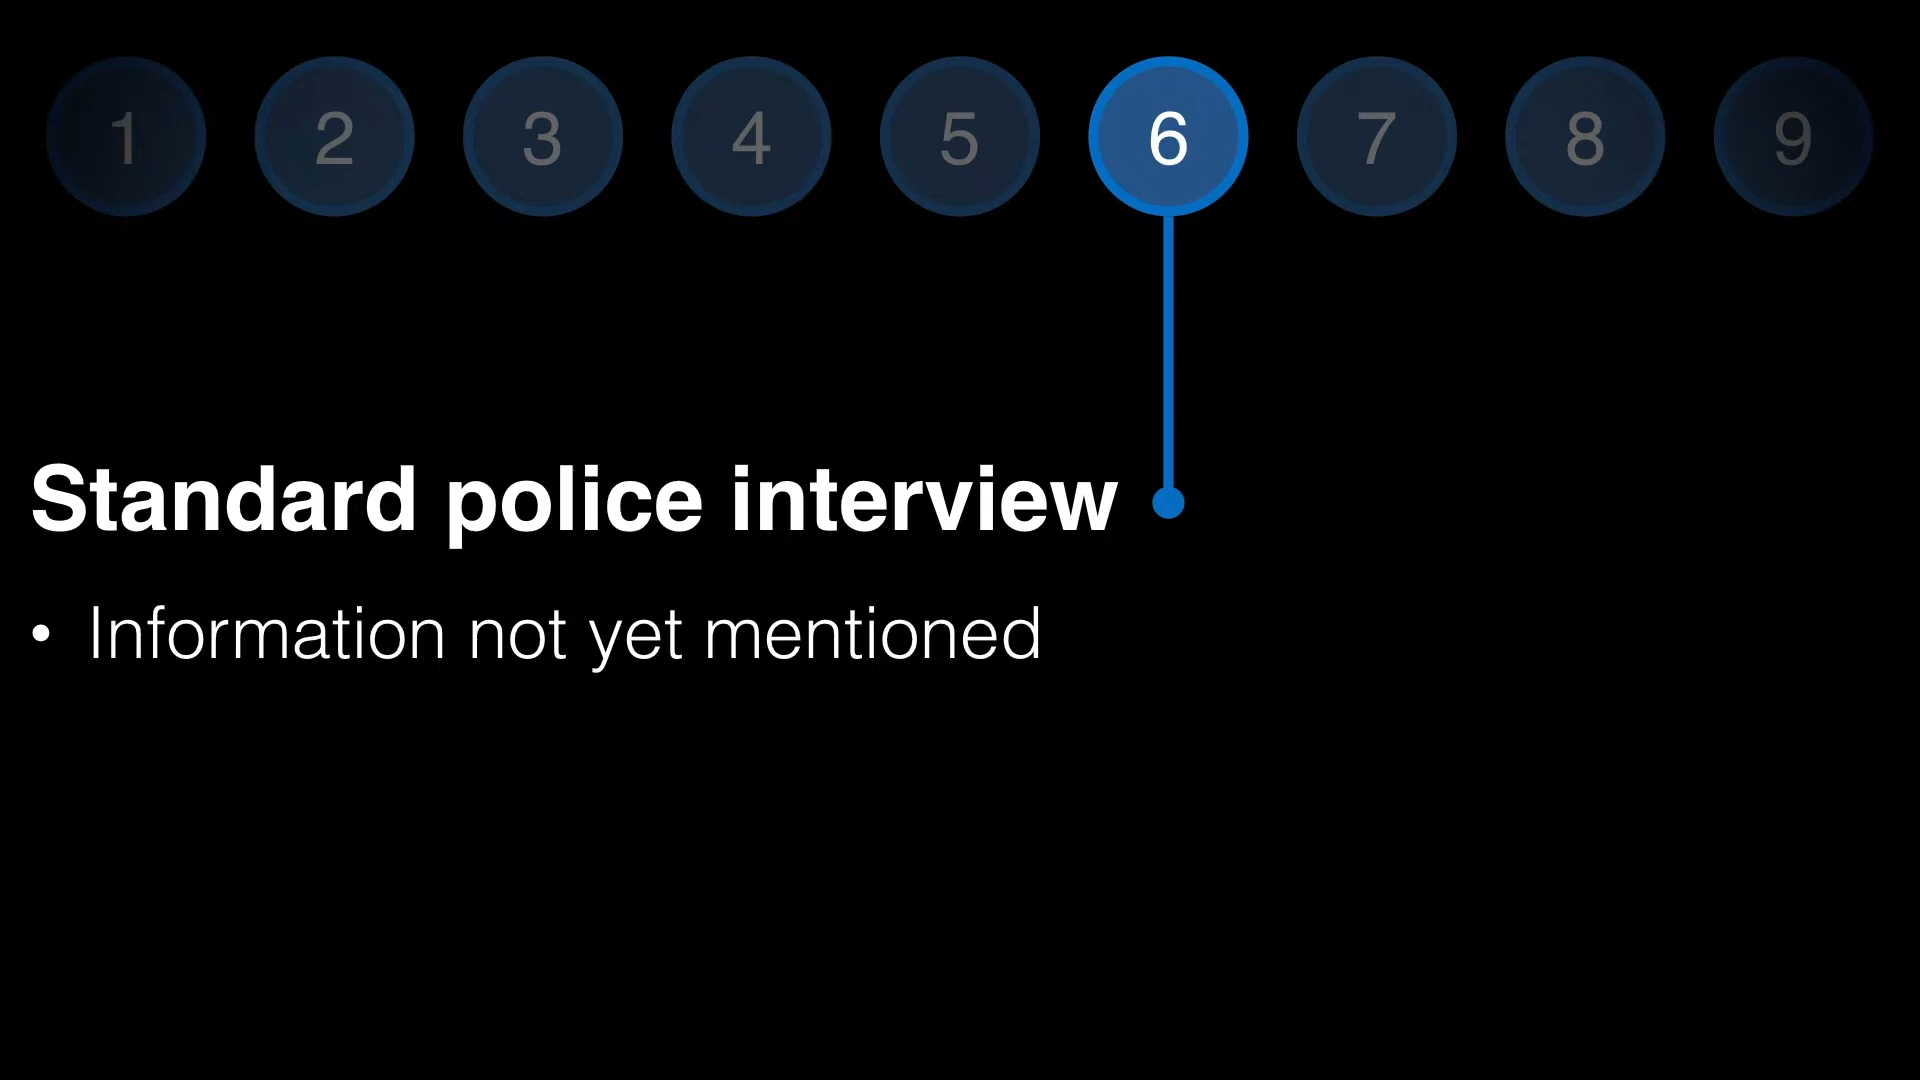 1 2 3 4 5 6 7 8 9
Standard police interview
• Information not yet mentioned